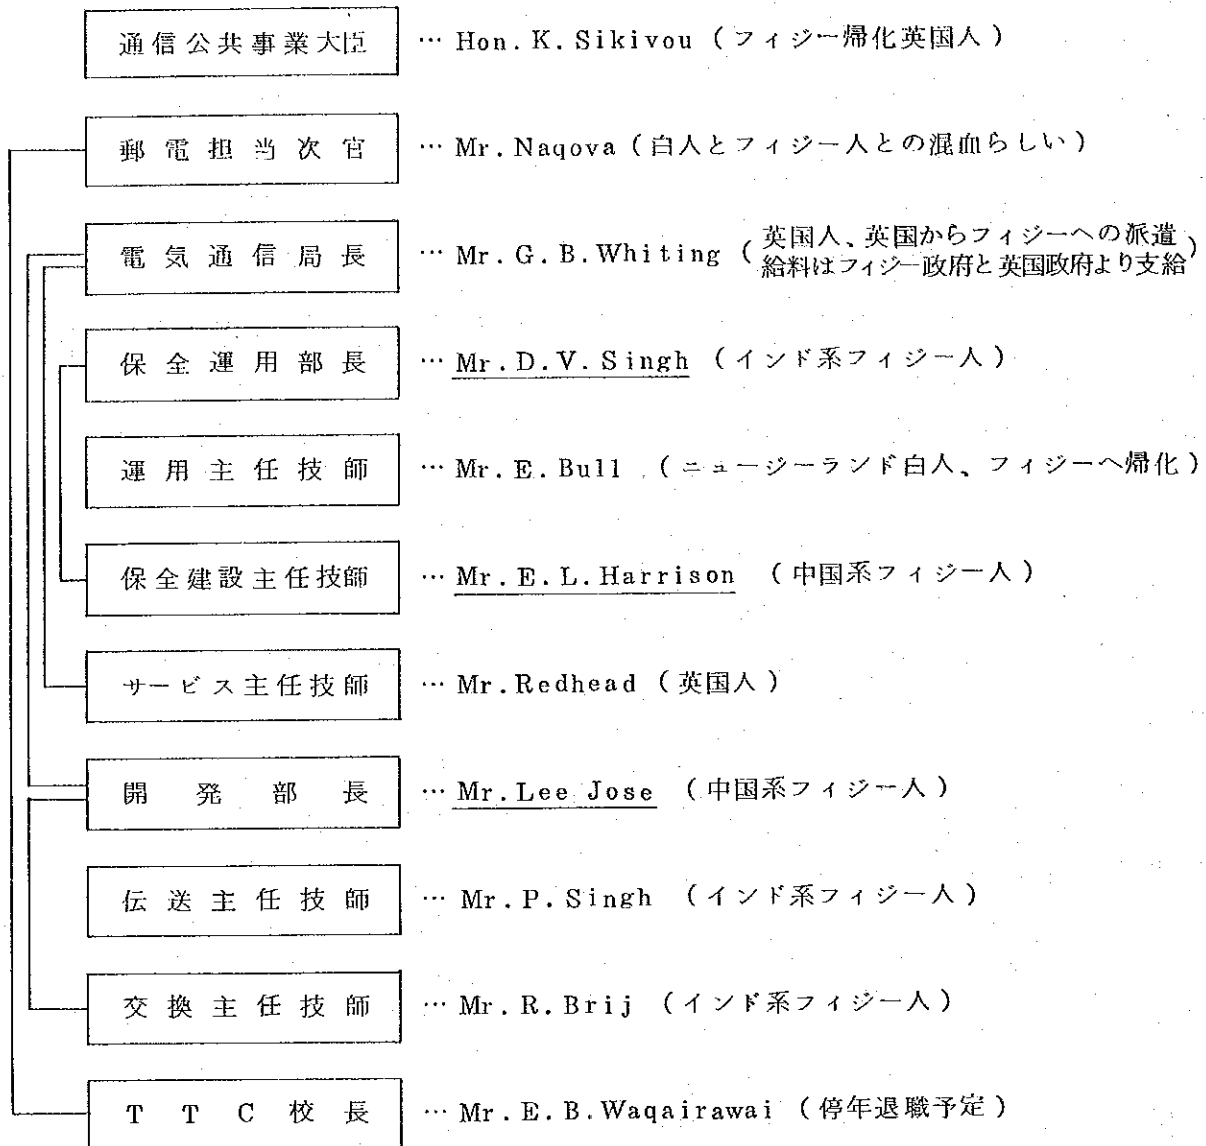 通信公共事業大臣 … Hon. K. Sikivou (フィジー帰化英国人)
郵電担当次官 … Mr. Naqova (白人とフィジー人との混血らしい)
電気通信局長 … Mr. G. B. Whiting (英国人、英国からフィジーへの派遣
給料はフィジー政府と英国政府より支給)
保全運用部長 … Mr. D. V. Singh (インド系フィジー人)
運用主任技師 … Mr. E. Bull (ニュージーランド白人、フィジーへ帰化)
保全建設主任技師 … Mr. E. L. Harrison (中国系フィジー人)
サービス主任技師 … Mr. Redhead (英国人)
開発部長 … Mr. Lee Jose (中国系フィジー人)
伝送主任技師 … Mr. P. Singh (インド系フィジー人)
交換主任技師 … Mr. R. Brij (インド系フィジー人)
TTC校長 … Mr. E. B. Waqairawai (停年退職予定)